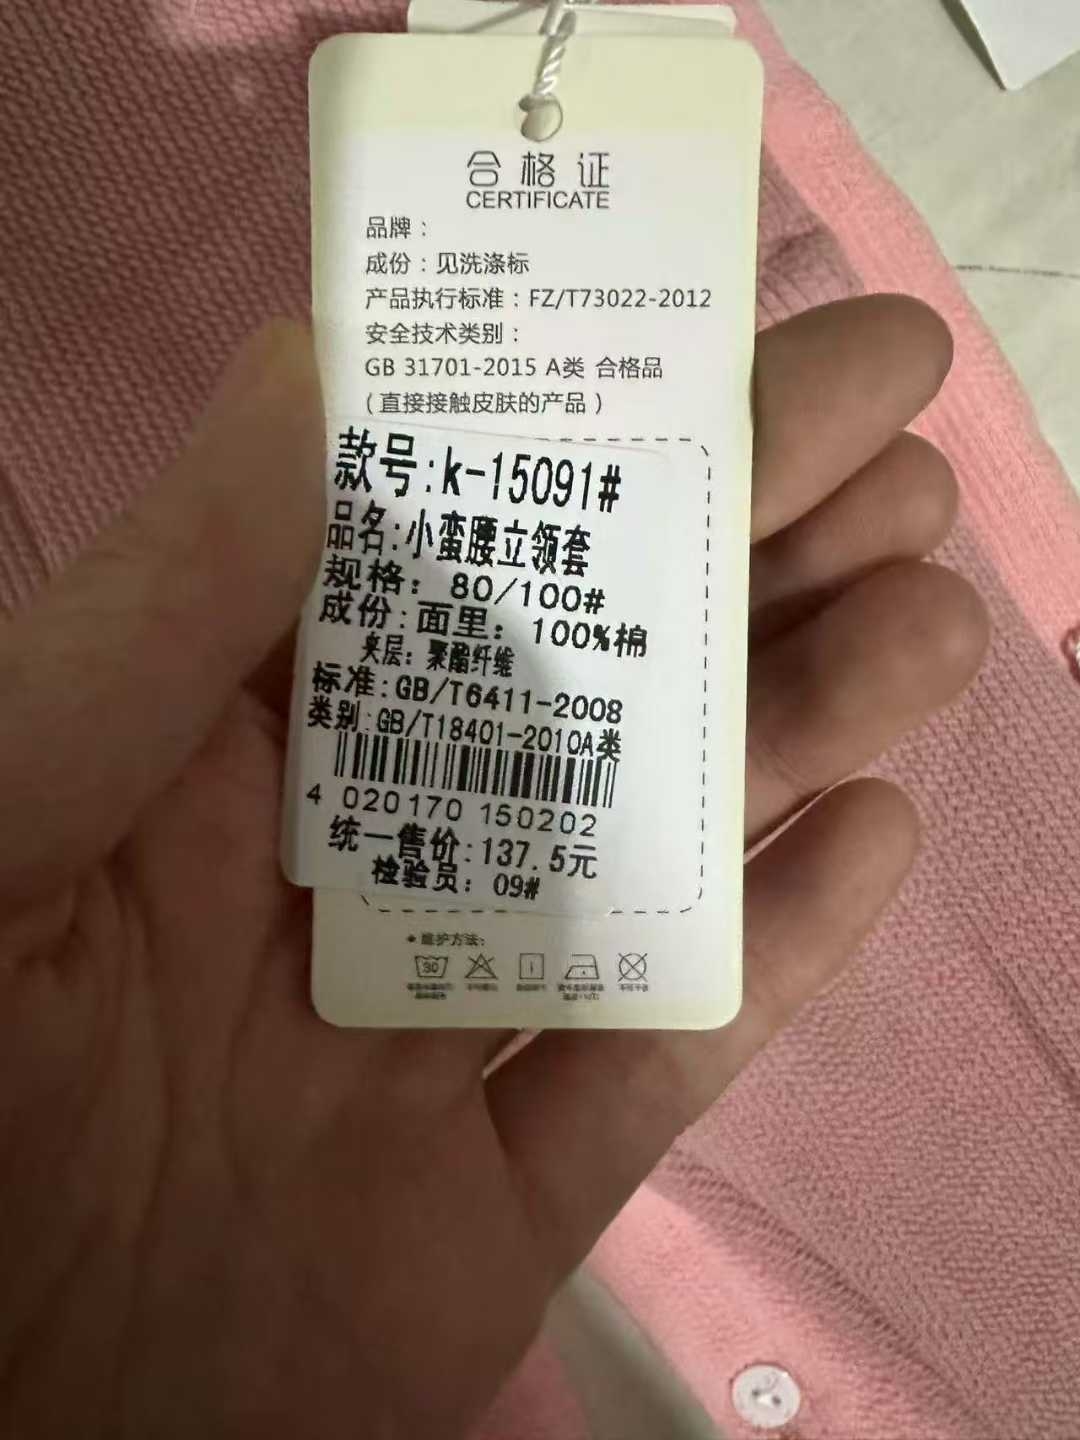 合格证
CERTIFICATE
品牌：
成份：见洗涤标
产品执行标准：FZ/T73022-2012
安全技术类别：
GB 31701-2015 A类 合格品
（直接接触皮肤的产品）
款号:k-15091#
品名:小蛮腰立领套
规格：80/100#
成份:面里：100%棉
夹层：聚酯纤维
标准:GB/T6411-2008
类别:GB/T18401-2010A类
4 020170 150202
统一售价:137.5元
检验员：09#
维护方法：
30